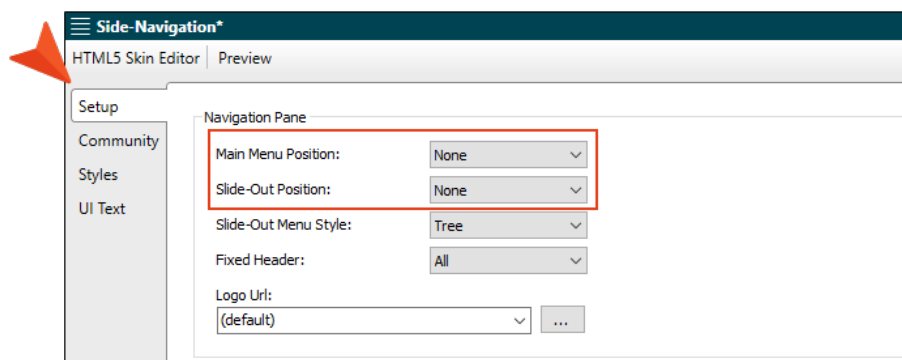 Side-Navigation*
HTML5 Skin Editor Preview
Setup
Community
Styles
UI Text
Navigation Pane
Main Menu Position: None
Slide-Out Position: None
Slide-Out Menu Style: Tree
Fixed Header: All
Logo Url:
(default) ...